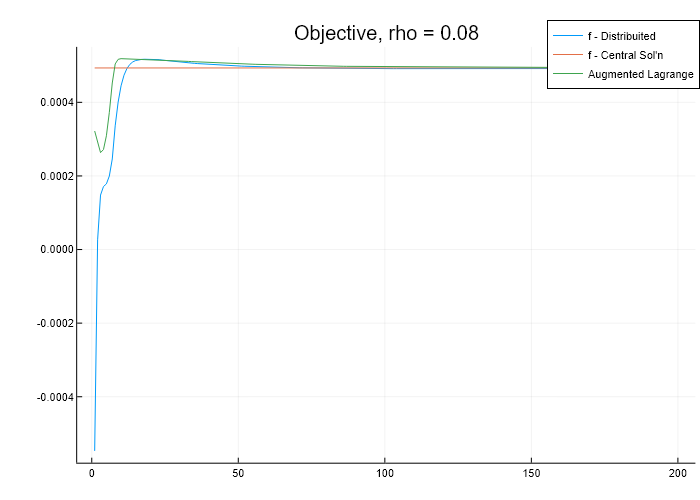 Objective, rho = 0.08
f - Distribuited
f - Central Sol'n
Augmented Lagrange
0.0004
0.0002
0.0000
-0.0002
-0.0004
0
50
100
150
200